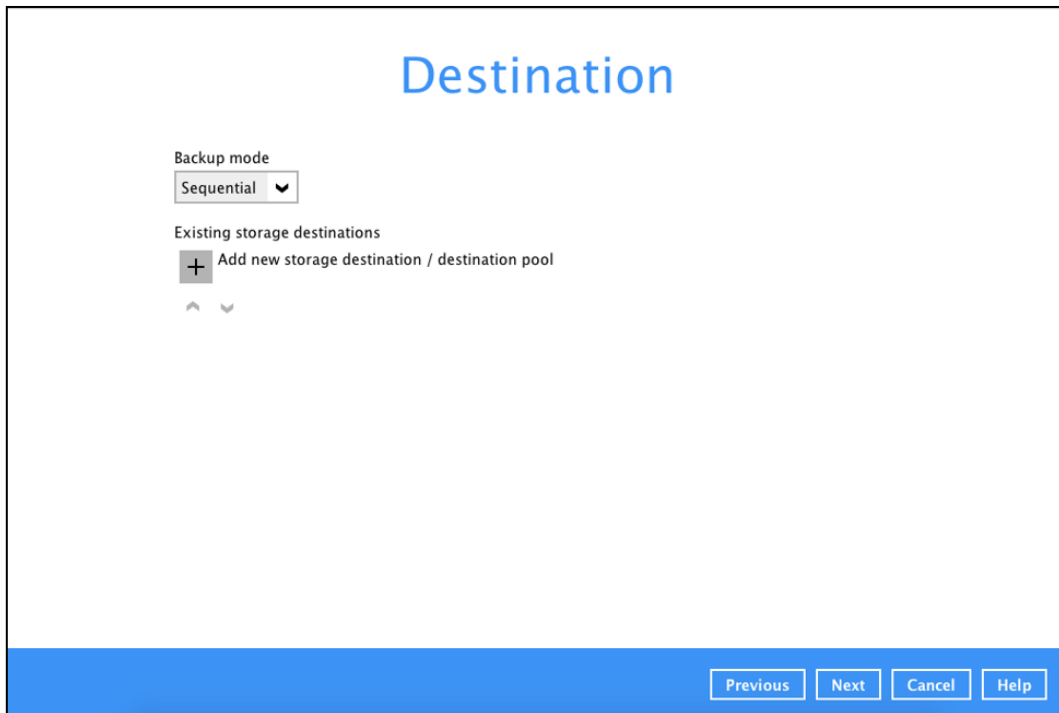 Destination
Backup mode
Sequential
Existing storage destinations
Add new storage destination / destination pool
Previous Next Cancel Help